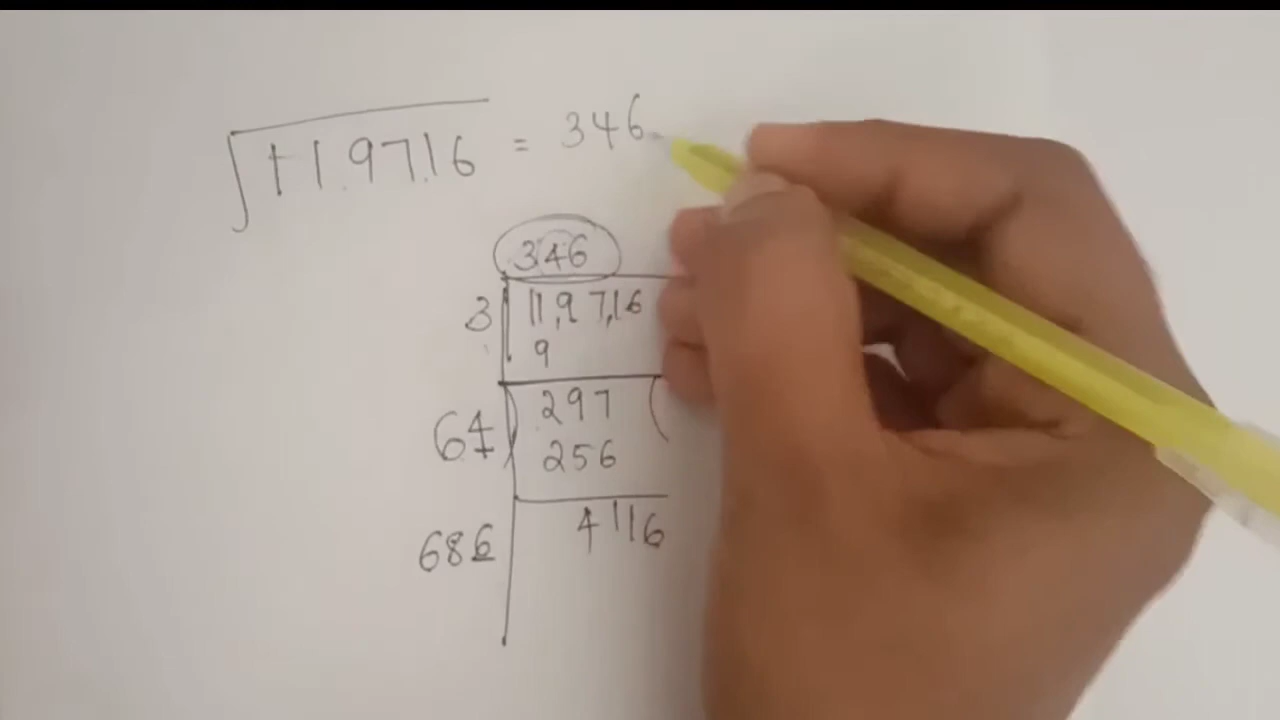 √11.97.16 = 346
346
3 11,97,16
9
64) 297 (
256
686 4116